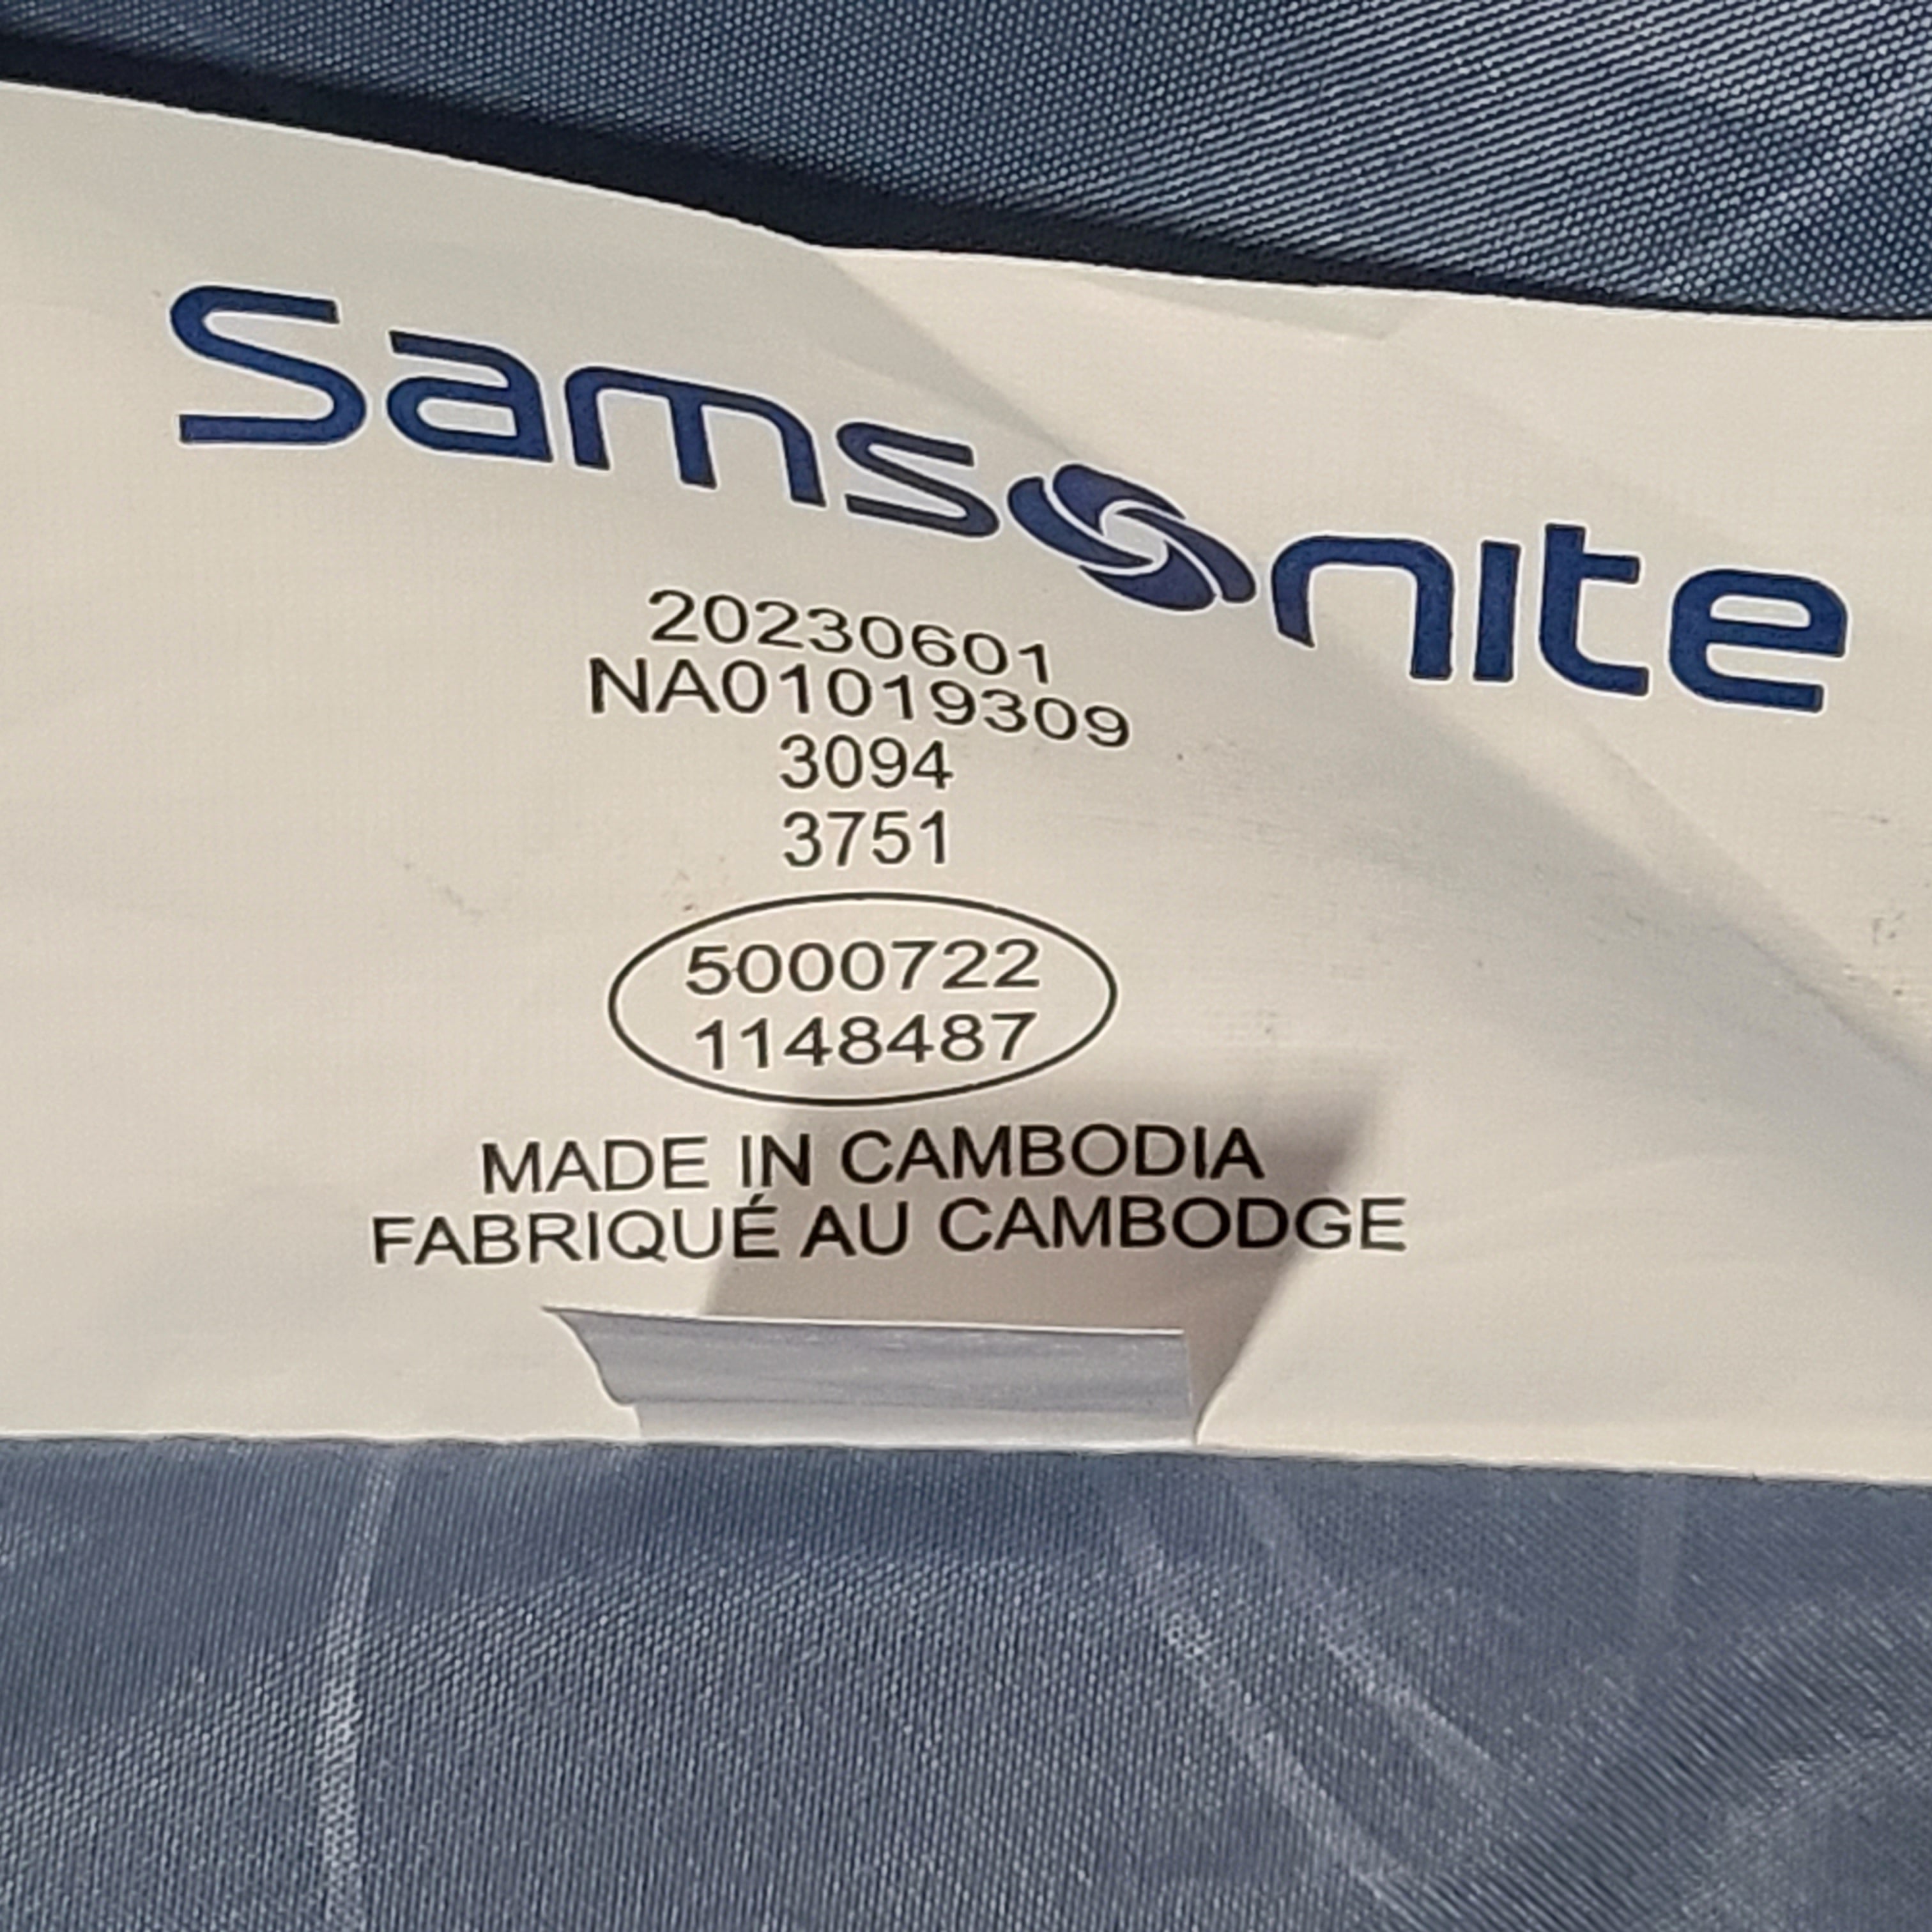 Samsonite
20230601
NA01019309
3094
3751
5000722
1148487
MADE IN CAMBODIA
FABRIQUÉ AU CAMBODGE